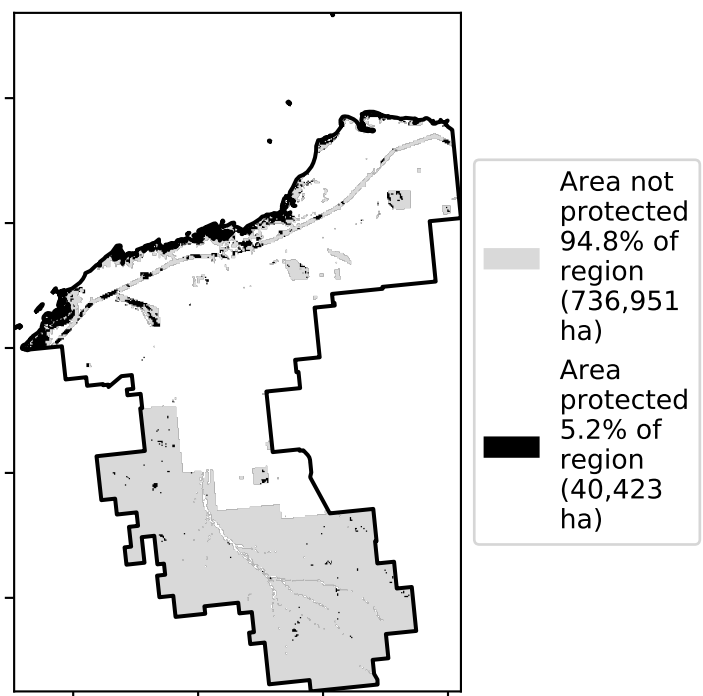 Area not
protected
94.8% of
region
(736,951
ha)
Area
protected
5.2% of
region
(40,423
ha)